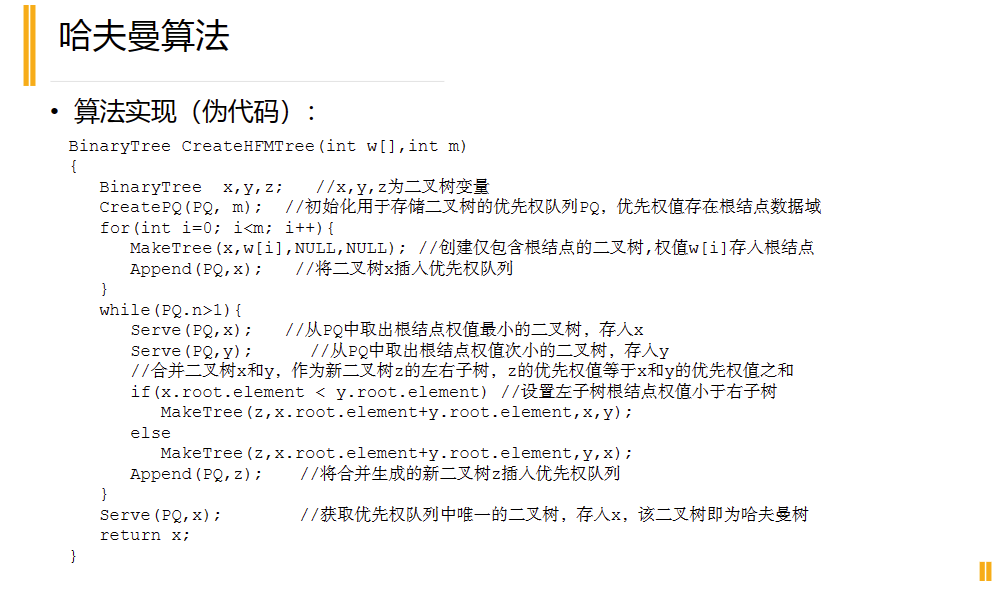 哈夫曼算法
• 算法实现（伪代码）：
BinaryTree CreateHFMTree(int w[],int m)
{
BinaryTree x,y,z; //x,y,z为二叉树变量
CreatePQ(PQ, m); //初始化用于存储二叉树的优先权队列PQ，优先权值存在根结点数据域
for(int i=0; i<m; i++){
MakeTree(x,w[i],NULL,NULL); //创建仅包含根结点的二叉树,权值w[i]存入根结点
Append(PQ,x); //将二叉树x插入优先权队列
}
while(PQ.n>1){
Serve(PQ,x); //从PQ中取出根结点权值最小的二叉树，存入x
Serve(PQ,y); //从PQ中取出根结点权值次小的二叉树，存入y
//合并二叉树x和y，作为新二叉树z的左右子树，z的优先权值等于x和y的优先权值之和
if(x.root.element < y.root.element) //设置左子树根结点权值小于右子树
MakeTree(z,x.root.element+y.root.element,x,y);
else
MakeTree(z,x.root.element+y.root.element,y,x);
Append(PQ,z); //将合并生成的新二叉树z插入优先权队列
}
Serve(PQ,x); //获取优先权队列中唯一的二叉树，存入x，该二叉树即为哈夫曼树
return x;
}